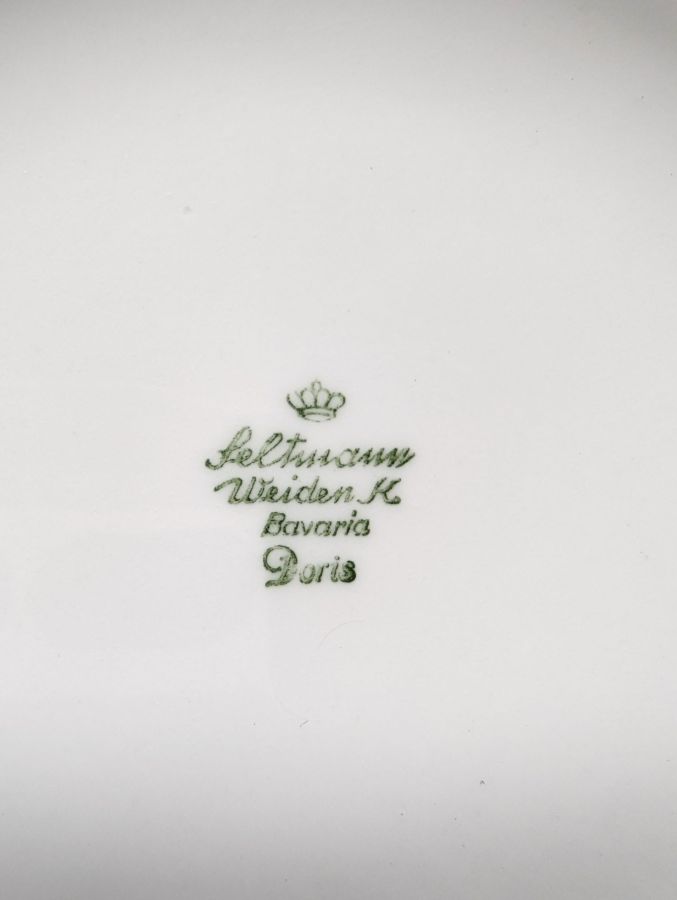 Seltmann
Weiden K
Bavaria
Doris